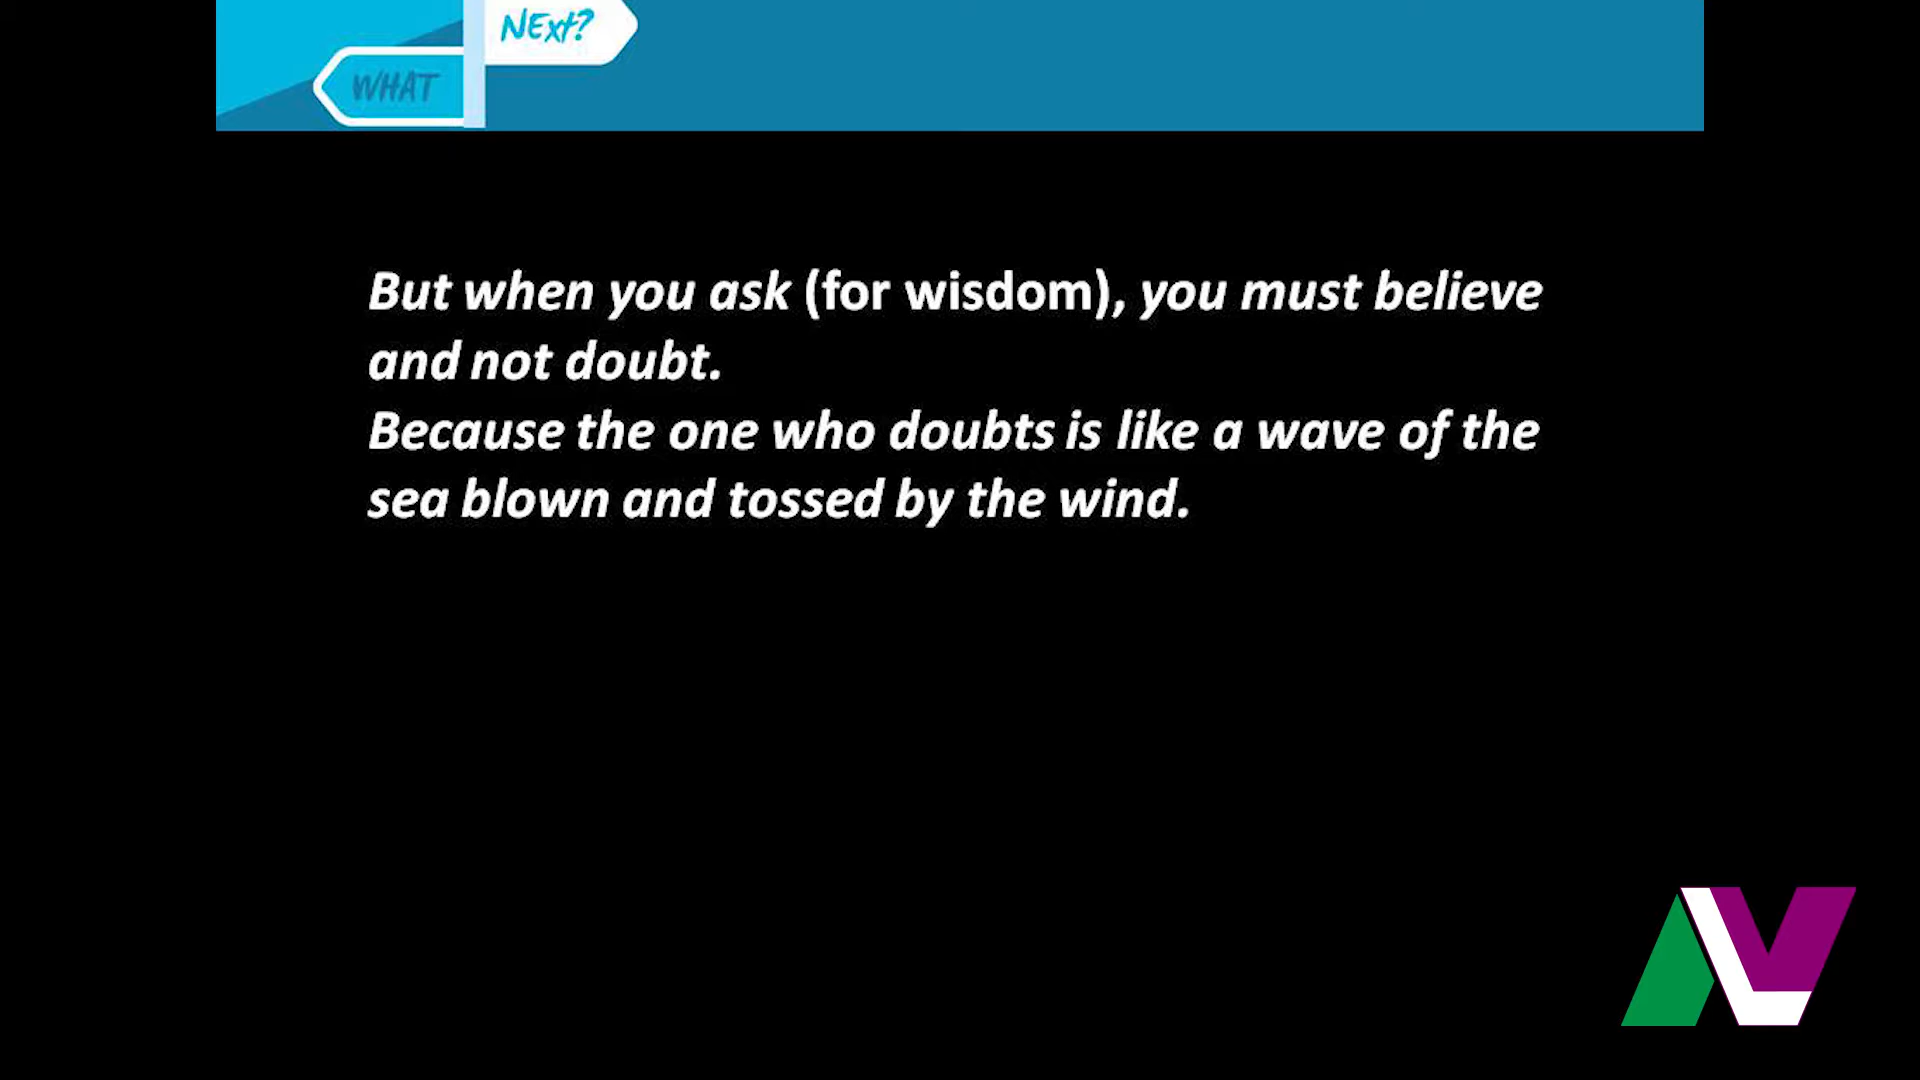 NExt?
WHAT
But when you ask (for wisdom), you must believe
and not doubt.
Because the one who doubts is like a wave of the
sea blown and tossed by the wind.